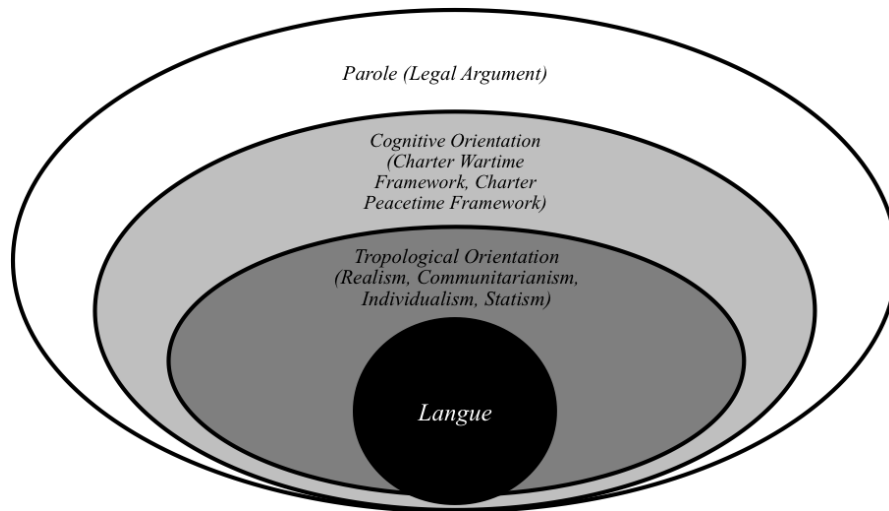 Parole (Legal Argument)
Cognitive Orientation
(Charter Wartime
Framework, Charter
Peacetime Framework)
Tropological Orientation
(Realism, Communitarianism,
Individualism, Statism)
Langue